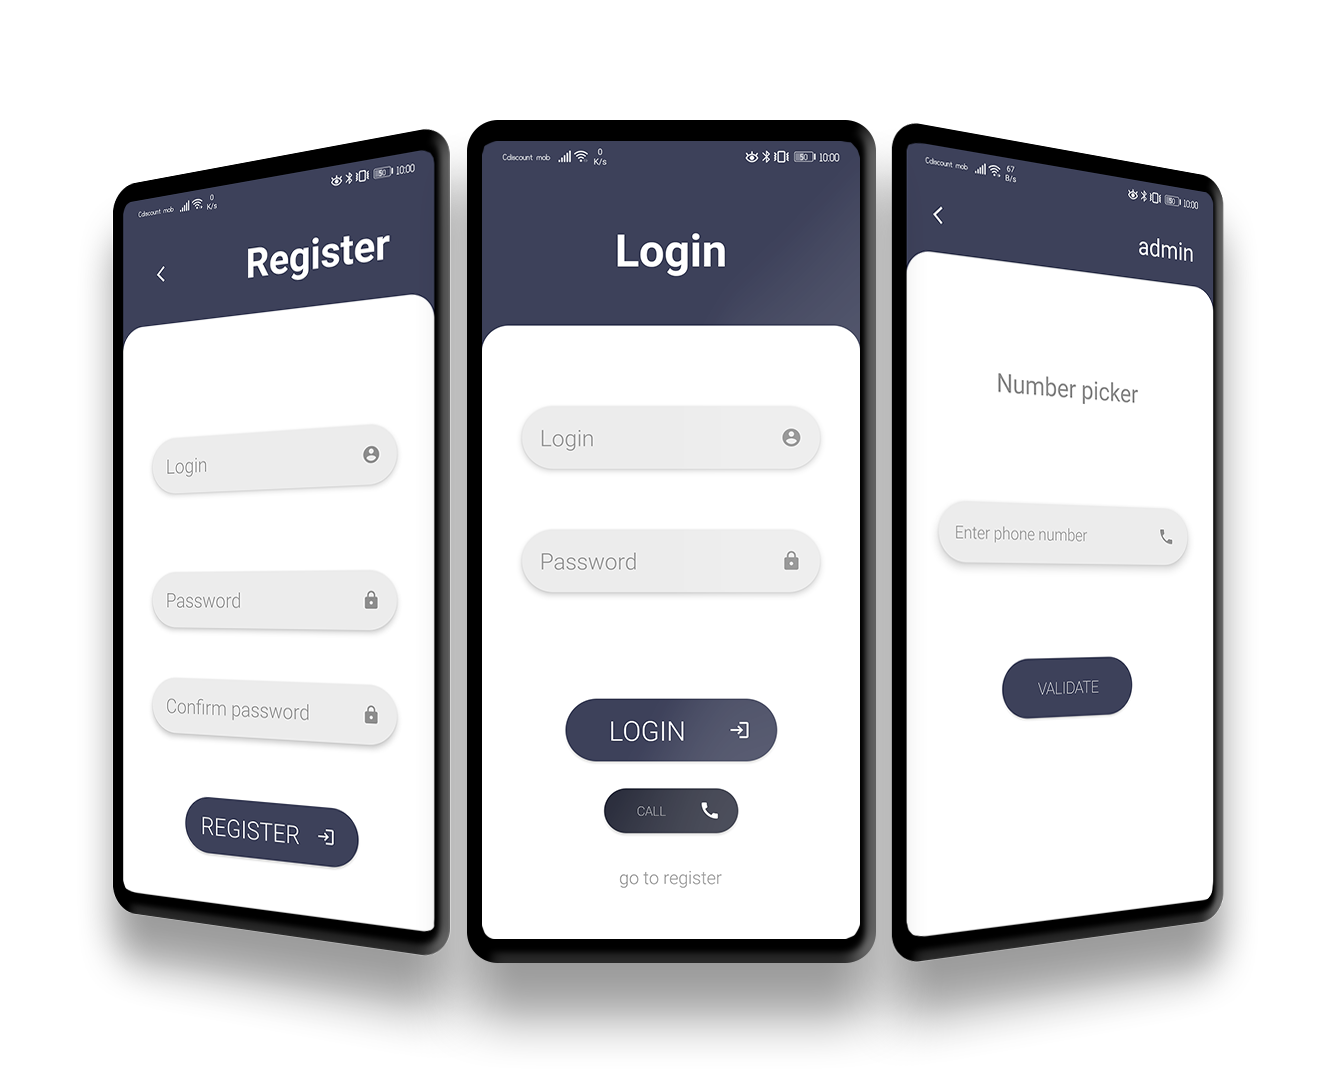 Cdiscount mob 0 K/s 50 10:00
Register
Login
Password
Confirm password
REGISTER
Cdiscount mob 0 K/s 50 10:00
Login
Login
Password
LOGIN
CALL
go to register
Cdiscount mob 67 B/s 50 10:00
admin
Number picker
Enter phone number
VALIDATE